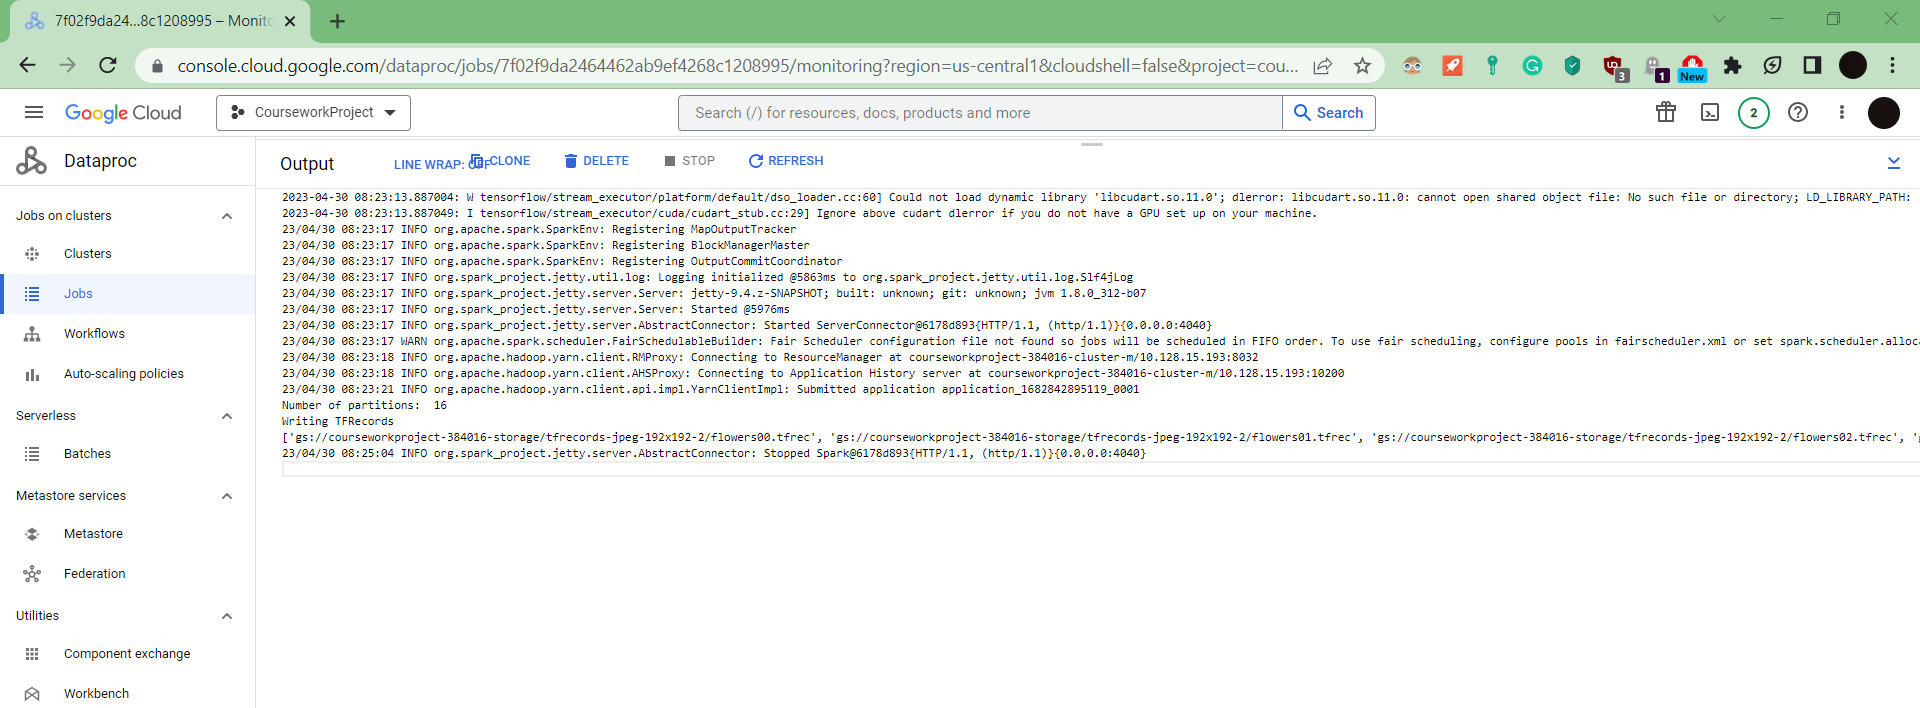 7f02f9da24...8c1208995 – Monito
console.cloud.google.com/dataproc/jobs/7f02f9da2464462ab9ef4268c1208995/monitoring?region=us-central1&cloudshell=false&project=cou...
3
1
New
Google Cloud
CourseworkProject
Search (/) for resources, docs, products and more
Search
2
Dataproc
Output
LINE WRAP: OFF
CLONE
DELETE
STOP
REFRESH
Jobs on clusters
Clusters
Jobs
Workflows
Auto-scaling policies
Serverless
Batches
Metastore services
Metastore
Federation
Utilities
Component exchange
Workbench
2023-04-30 08:23:13.887004: W tensorflow/stream_executor/platform/default/dso_loader.cc:60] Could not load dynamic library 'libcudart.so.11.0'; dlerror: libcudart.so.11.0: cannot open shared object file: No such file or directory; LD_LIBRARY_PATH:
2023-04-30 08:23:13.887049: I tensorflow/stream_executor/cuda/cudart_stub.cc:29] Ignore above cudart dlerror if you do not have a GPU set up on your machine.
23/04/30 08:23:17 INFO org.apache.spark.SparkEnv: Registering MapOutputTracker
23/04/30 08:23:17 INFO org.apache.spark.SparkEnv: Registering BlockManagerMaster
23/04/30 08:23:17 INFO org.apache.spark.SparkEnv: Registering OutputCommitCoordinator
23/04/30 08:23:17 INFO org.spark_project.jetty.util.log: Logging initialized @5863ms to org.spark_project.jetty.util.log.Slf4jLog
23/04/30 08:23:17 INFO org.spark_project.jetty.server.Server: jetty-9.4.z-SNAPSHOT; built: unknown; git: unknown; jvm 1.8.0_312-b07
23/04/30 08:23:17 INFO org.spark_project.jetty.server.Server: Started @5976ms
23/04/30 08:23:17 INFO org.spark_project.jetty.server.AbstractConnector: Started ServerConnector@6178d893{HTTP/1.1, (http/1.1)}{0.0.0.0:4040}
23/04/30 08:23:17 WARN org.apache.spark.scheduler.FairSchedulableBuilder: Fair Scheduler configuration file not found so jobs will be scheduled in FIFO order. To use fair scheduling, configure pools in fairscheduler.xml or set spark.scheduler.alloca
23/04/30 08:23:18 INFO org.apache.hadoop.yarn.client.RMProxy: Connecting to ResourceManager at courseworkproject-384016-cluster-m/10.128.15.193:8032
23/04/30 08:23:18 INFO org.apache.hadoop.yarn.client.AHSProxy: Connecting to Application History server at courseworkproject-384016-cluster-m/10.128.15.193:10200
23/04/30 08:23:21 INFO org.apache.hadoop.yarn.client.api.impl.YarnClientImpl: Submitted application application_1682842895119_0001
Number of partitions:  16
Writing TFRecords
['gs://courseworkproject-384016-storage/tfrecords-jpeg-192x192-2/flowers00.tfrec', 'gs://courseworkproject-384016-storage/tfrecords-jpeg-192x192-2/flowers01.tfrec', 'gs://courseworkproject-384016-storage/tfrecords-jpeg-192x192-2/flowers02.tfrec', 'g
23/04/30 08:25:04 INFO org.spark_project.jetty.server.AbstractConnector: Stopped Spark@6178d893{HTTP/1.1, (http/1.1)}{0.0.0.0:4040}